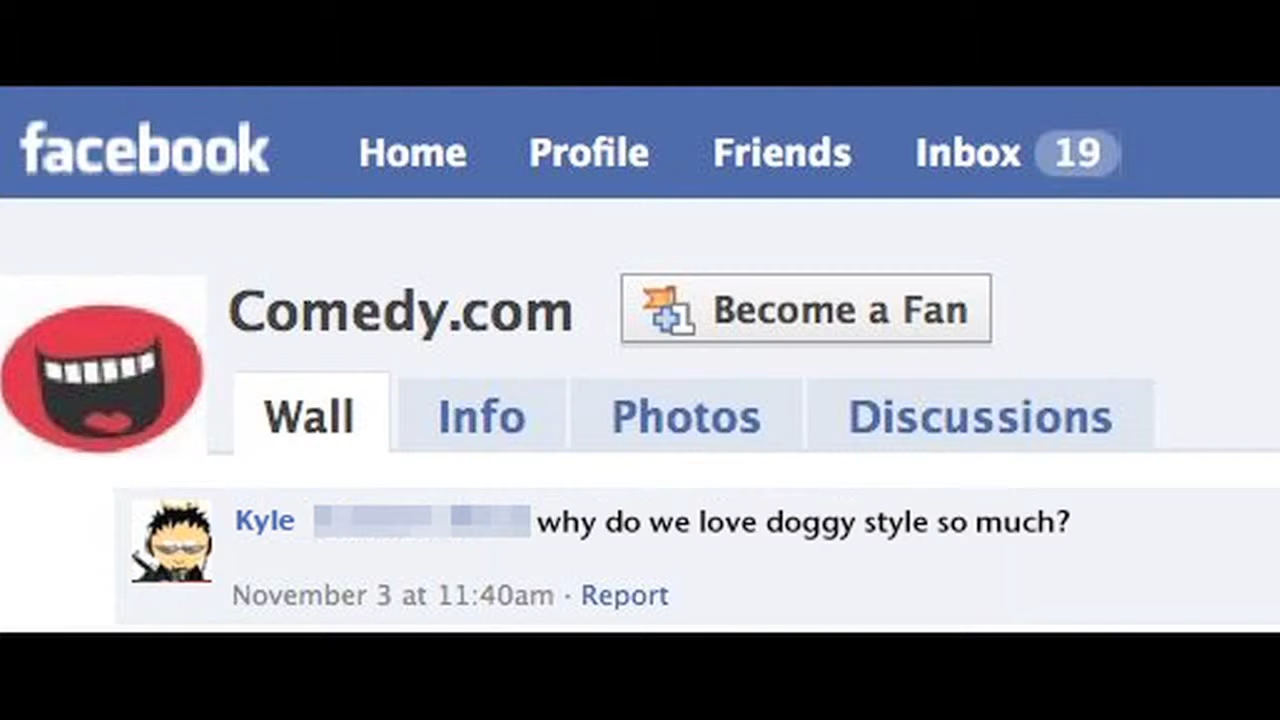 facebook Home Profile Friends Inbox 19
Comedy.com Become a Fan
Wall Info Photos Discussions
Kyle why do we love doggy style so much?
November 3 at 11:40am · Report